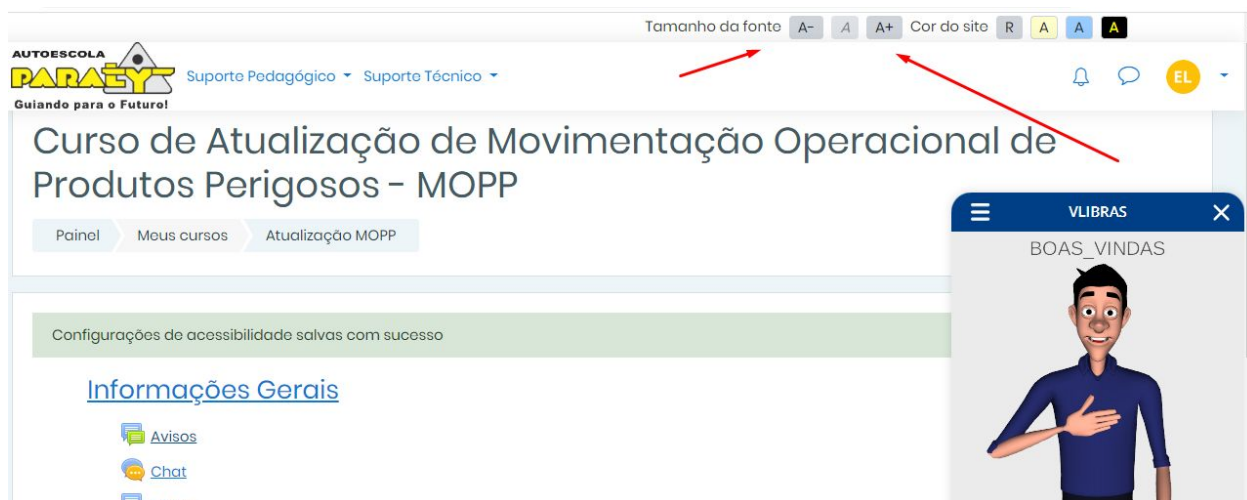 Tamanho da fonte A- A A+ Cor do site R A A A
AUTOESCOLA
PARATY
Guiando para o Futuro!
Suporte Pedagógico Suporte Técnico
EL
Curso de Atualização de Movimentação Operacional de
Produtos Perigosos - MOPP
Painel Meus cursos Atualização MOPP
VLIBRAS
BOAS_VINDAS
Configurações de acessibilidade salvas com sucesso
Informações Gerais
Avisos
Chat